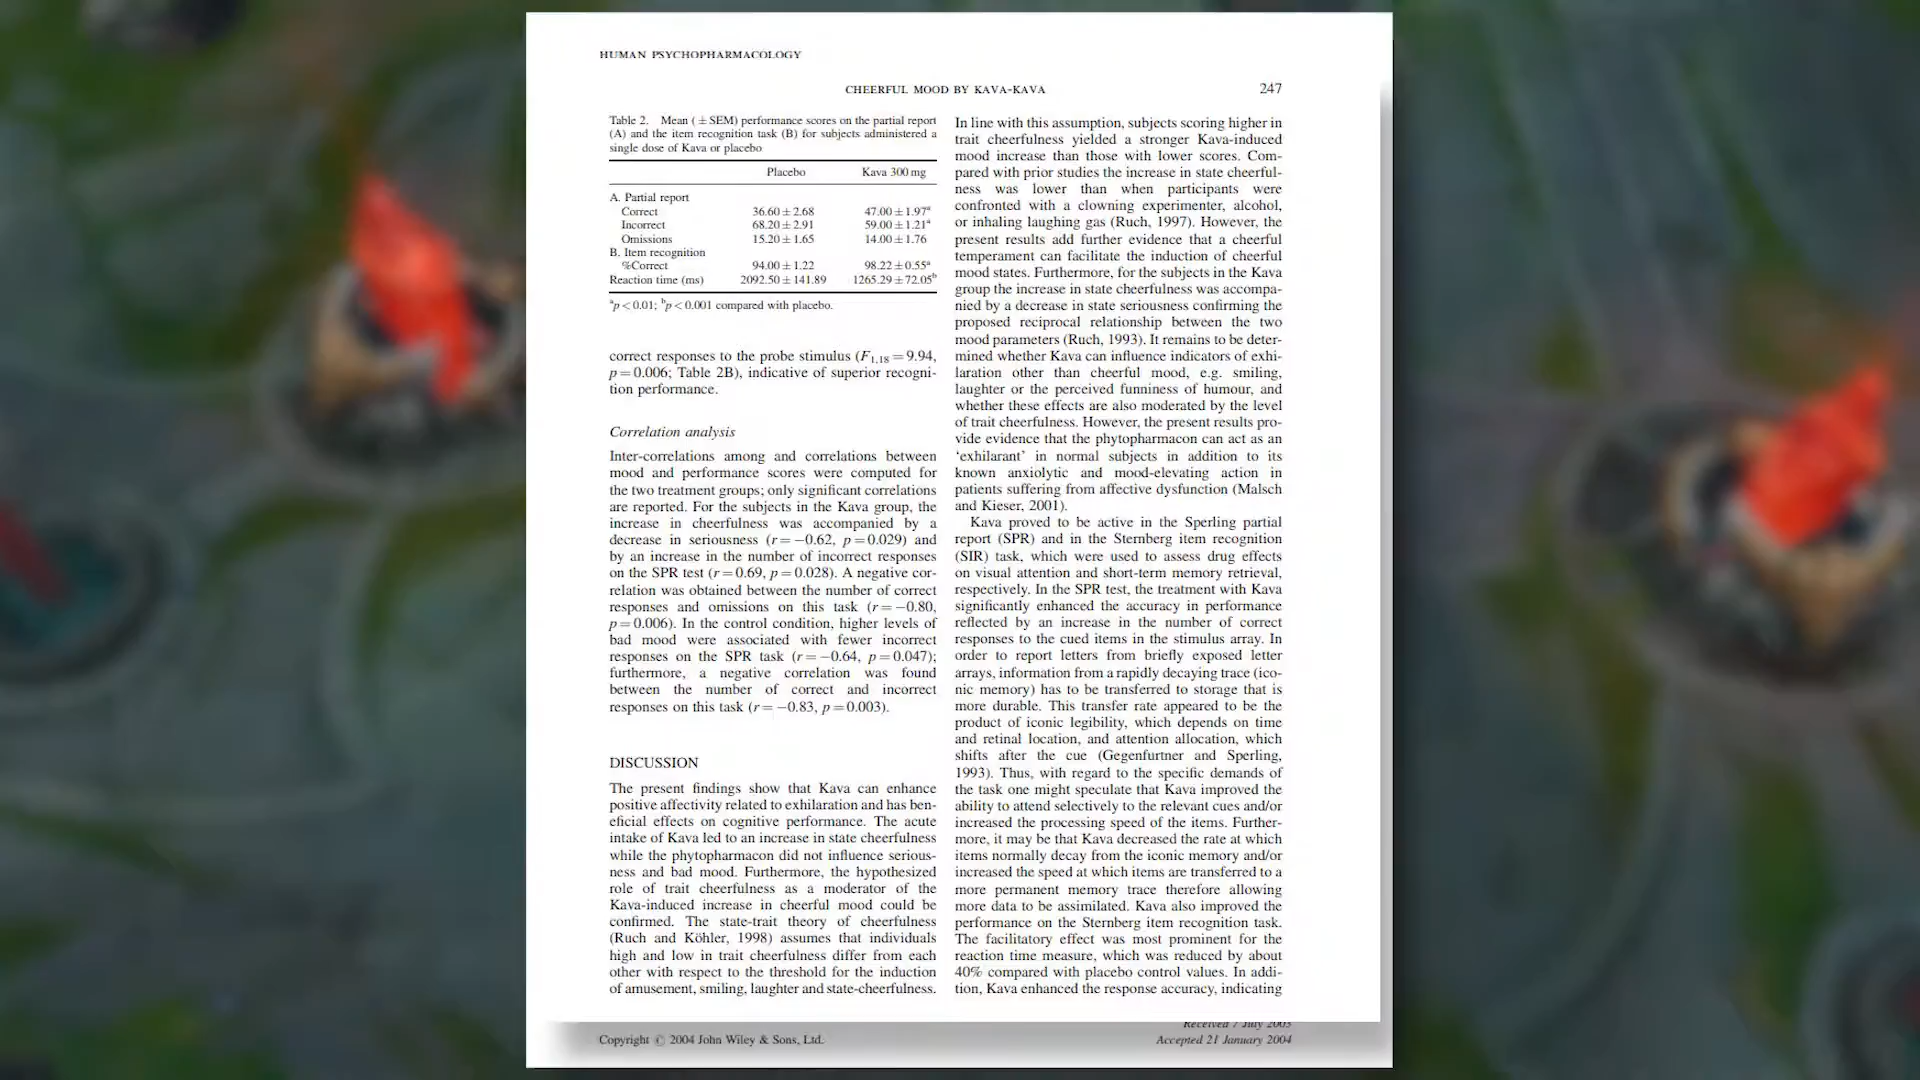 HUMAN PSYCHOPHARMACOLOGY
CHEERFUL MOOD BY KAVA-KAVA 247
Table 2. Mean (±SEM) performance scores on the partial report
(A) and the item recognition task (B) for subjects administered a
single dose of Kava or placebo
Placebo Kava 300 mg
A. Partial report
Correct 36.60±2.68 47.00±1.97a
Incorrect 68.20±2.91 59.00±1.21a
Omissions 15.20±1.65 14.00±1.76
B. Item recognition
%Correct 94.00±1.22 98.22±0.55a
Reaction time (ms) 2092.50±141.89 1265.29±72.05b
ap<0.01; bp<0.001 compared with placebo.
correct responses to the probe stimulus (F1,18=9.94,
p=0.006; Table 2B), indicative of superior recogni-
tion performance.
Correlation analysis
Inter-correlations among and correlations between
mood and performance scores were computed for
the two treatment groups; only significant correlations
are reported. For the subjects in the Kava group, the
increase in cheerfulness was accompanied by a
decrease in seriousness (r=−0.62, p=0.029) and
by an increase in the number of incorrect responses
on the SPR test (r=0.69, p=0.028). A negative cor-
relation was obtained between the number of correct
responses and omissions on this task (r=−0.80,
p=0.006). In the control condition, higher levels of
bad mood were associated with fewer incorrect
responses on the SPR task (r=−0.64, p=0.047);
furthermore, a negative correlation was found
between the number of correct and incorrect
responses on this task (r=−0.83, p=0.003).
DISCUSSION
The present findings show that Kava can enhance
positive affectivity related to exhilaration and has ben-
eficial effects on cognitive performance. The acute
intake of Kava led to an increase in state cheerfulness
while the phytopharmacon did not influence serious-
ness and bad mood. Furthermore, the hypothesized
role of trait cheerfulness as a moderator of the
Kava-induced increase in cheerful mood could be
confirmed. The state-trait theory of cheerfulness
(Ruch and Köhler, 1998) assumes that individuals
high and low in trait cheerfulness differ from each
other with respect to the threshold for the induction
of amusement, smiling, laughter and state-cheerfulness.
In line with this assumption, subjects scoring higher in
trait cheerfulness yielded a stronger Kava-induced
mood increase than those with lower scores. Com-
pared with prior studies the increase in state cheerful-
ness was lower than when participants were
confronted with a clowning experimenter, alcohol,
or inhaling laughing gas (Ruch, 1997). However, the
present results add further evidence that a cheerful
temperament can facilitate the induction of cheerful
mood states. Furthermore, for the subjects in the Kava
group the increase in state cheerfulness was accompa-
nied by a decrease in state seriousness confirming the
proposed reciprocal relationship between the two
mood parameters (Ruch, 1993). It remains to be deter-
mined whether Kava can influence indicators of exhi-
laration other than cheerful mood, e.g. smiling,
laughter or the perceived funniness of humour, and
whether these effects are also moderated by the level
of trait cheerfulness. However, the present results pro-
vide evidence that the phytopharmacon can act as an
‘exhilarant’ in normal subjects in addition to its
known anxiolytic and mood-elevating action in
patients suffering from affective dysfunction (Malsch
and Kieser, 2001).
Kava proved to be active in the Sperling partial
report (SPR) and in the Sternberg item recognition
(SIR) task, which were used to assess drug effects
on visual attention and short-term memory retrieval,
respectively. In the SPR test, the treatment with Kava
significantly enhanced the accuracy in performance
reflected by an increase in the number of correct
responses to the cued items in the stimulus array. In
order to report letters from briefly exposed letter
arrays, information from a rapidly decaying trace (ico-
nic memory) has to be transferred to storage that is
more durable. This transfer rate appeared to be the
product of iconic legibility, which depends on time
and retinal location, and attention allocation, which
shifts after the cue (Gegenfurtner and Sperling,
1993). Thus, with regard to the specific demands of
the task one might speculate that Kava improved the
ability to attend selectively to the relevant cues and/or
increased the processing speed of the items. Further-
more, it may be that Kava decreased the rate at which
items normally decay from the iconic memory and/or
increased the speed at which items are transferred to a
more permanent memory trace therefore allowing
more data to be assimilated. Kava also improved the
performance on the Sternberg item recognition task.
The facilitatory effect was most prominent for the
reaction time measure, which was reduced by about
40% compared with placebo control values. In addi-
tion, Kava enhanced the response accuracy, indicating
Received 7 July 2003
Copyright © 2004 John Wiley & Sons, Ltd. Accepted 21 January 2004